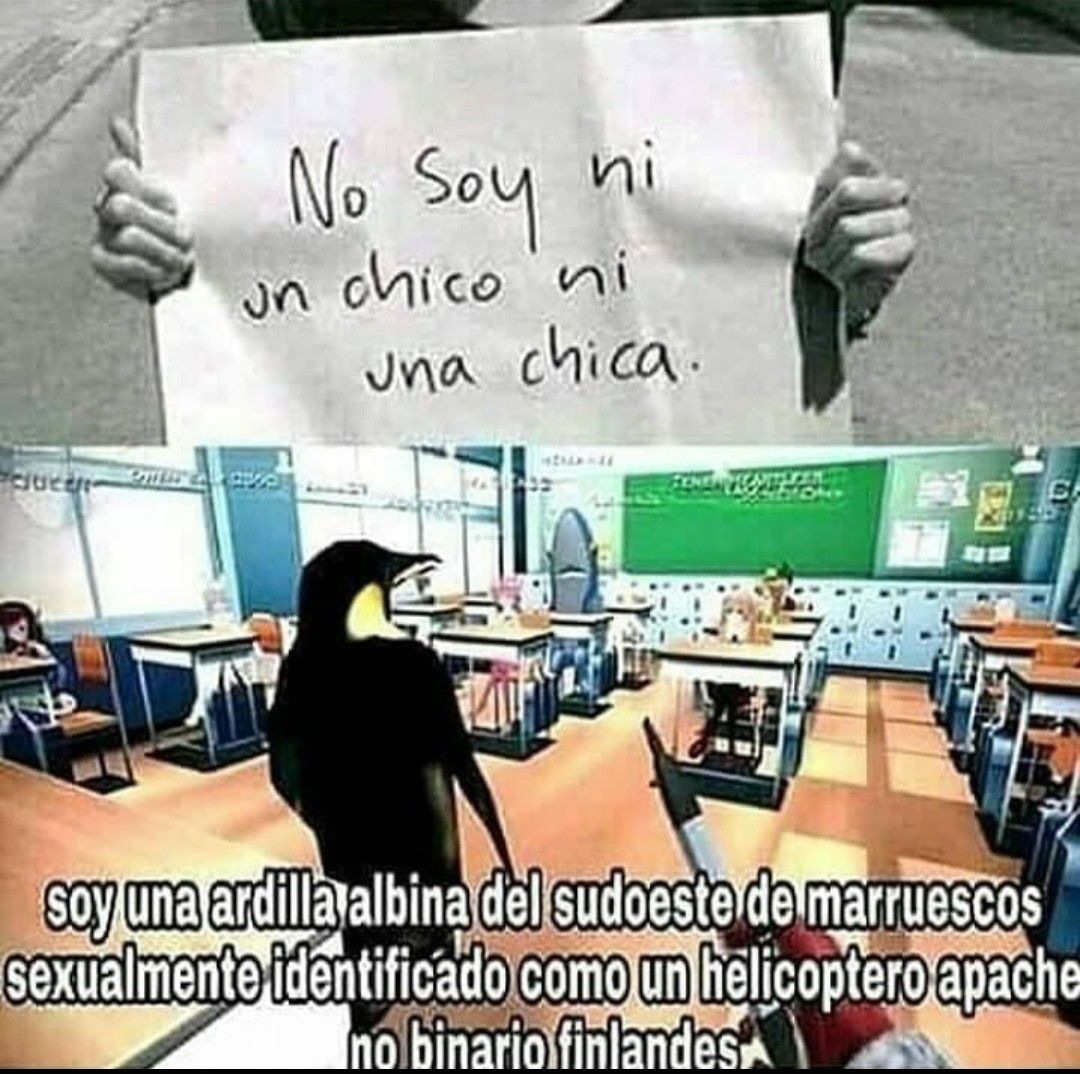 No Soy ni
un chico ni
una chica.
soy una ardilla albina del sudoeste de marruescos
sexualmente identificado como un helicoptero apache
no binario finlandes